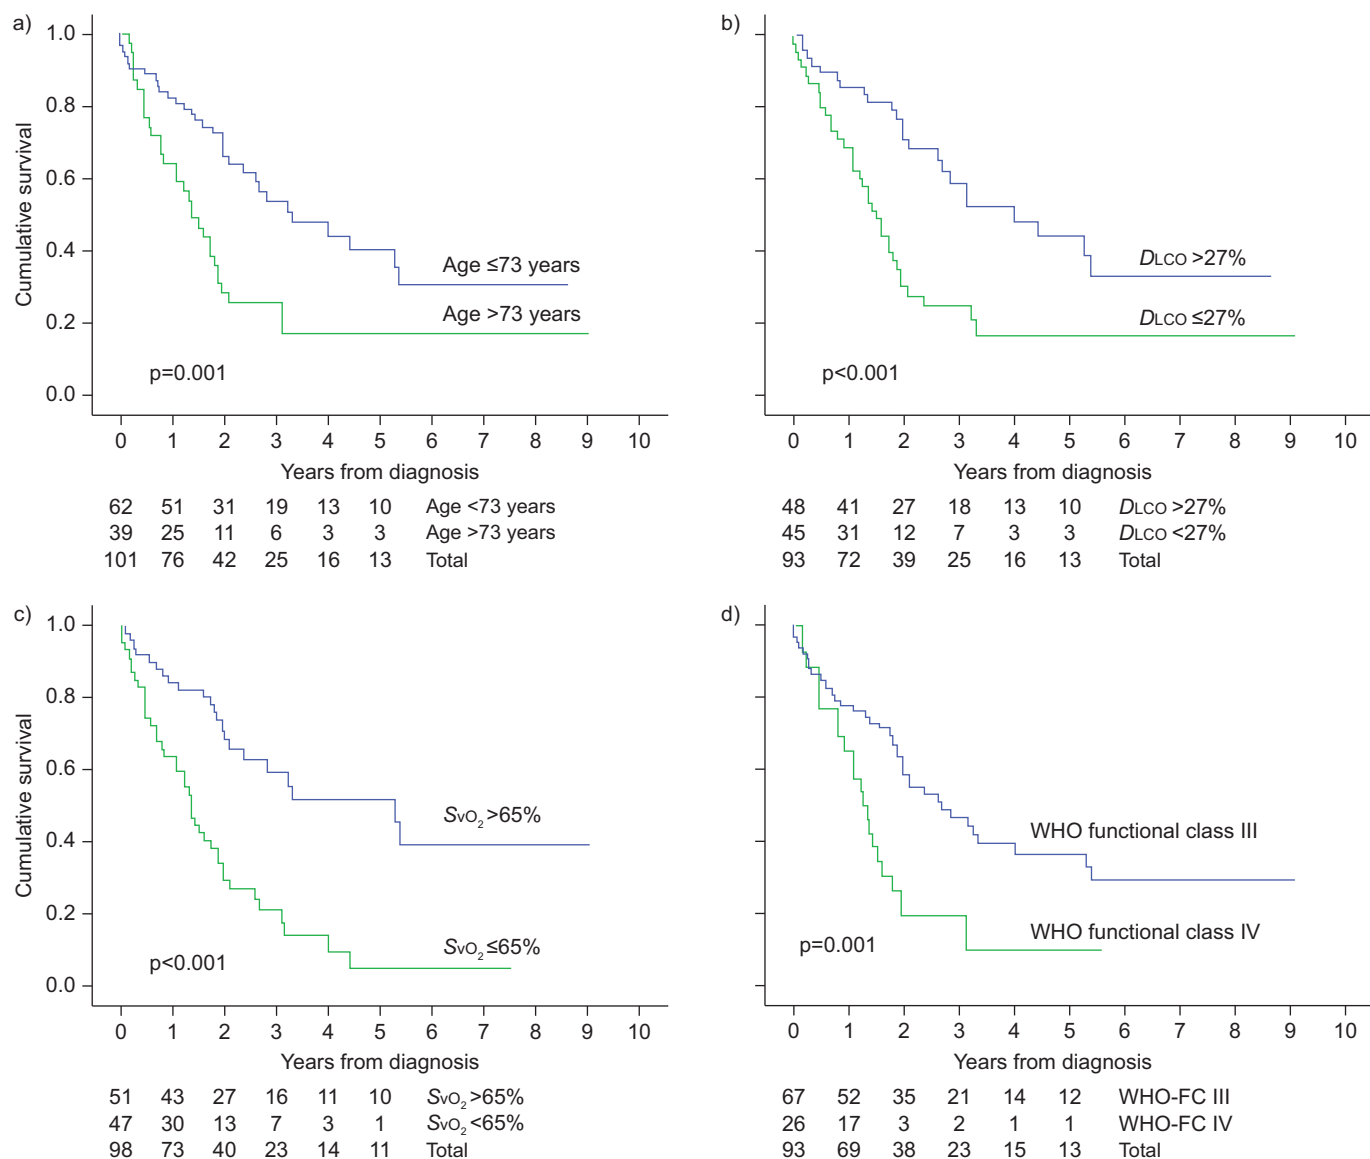 a)
1.0
0.8
0.6
0.4
0.2
0.0
Cumulative survival
Age ≤73 years
Age >73 years
p=0.001
0 1 2 3 4 5 6 7 8 9 10
Years from diagnosis
62 51 31 19 13 10 Age <73 years
39 25 11 6 3 3 Age >73 years
101 76 42 25 16 13 Total
b)
DLCO >27%
DLCO ≤27%
p<0.001
0 1 2 3 4 5 6 7 8 9 10
Years from diagnosis
48 41 27 18 13 10 DLCO >27%
45 31 12 7 3 3 DLCO <27%
93 72 39 25 16 13 Total
c)
1.0
0.8
0.6
0.4
0.2
0.0
Cumulative survival
SvO2 >65%
SvO2 ≤65%
p<0.001
0 1 2 3 4 5 6 7 8 9 10
Years from diagnosis
51 43 27 16 11 10 SvO2 >65%
47 30 13 7 3 1 SvO2 <65%
98 73 40 23 14 11 Total
d)
WHO functional class III
WHO functional class IV
p=0.001
0 1 2 3 4 5 6 7 8 9 10
Years from diagnosis
67 52 35 21 14 12 WHO-FC III
26 17 3 2 1 1 WHO-FC IV
93 69 38 23 15 13 Total